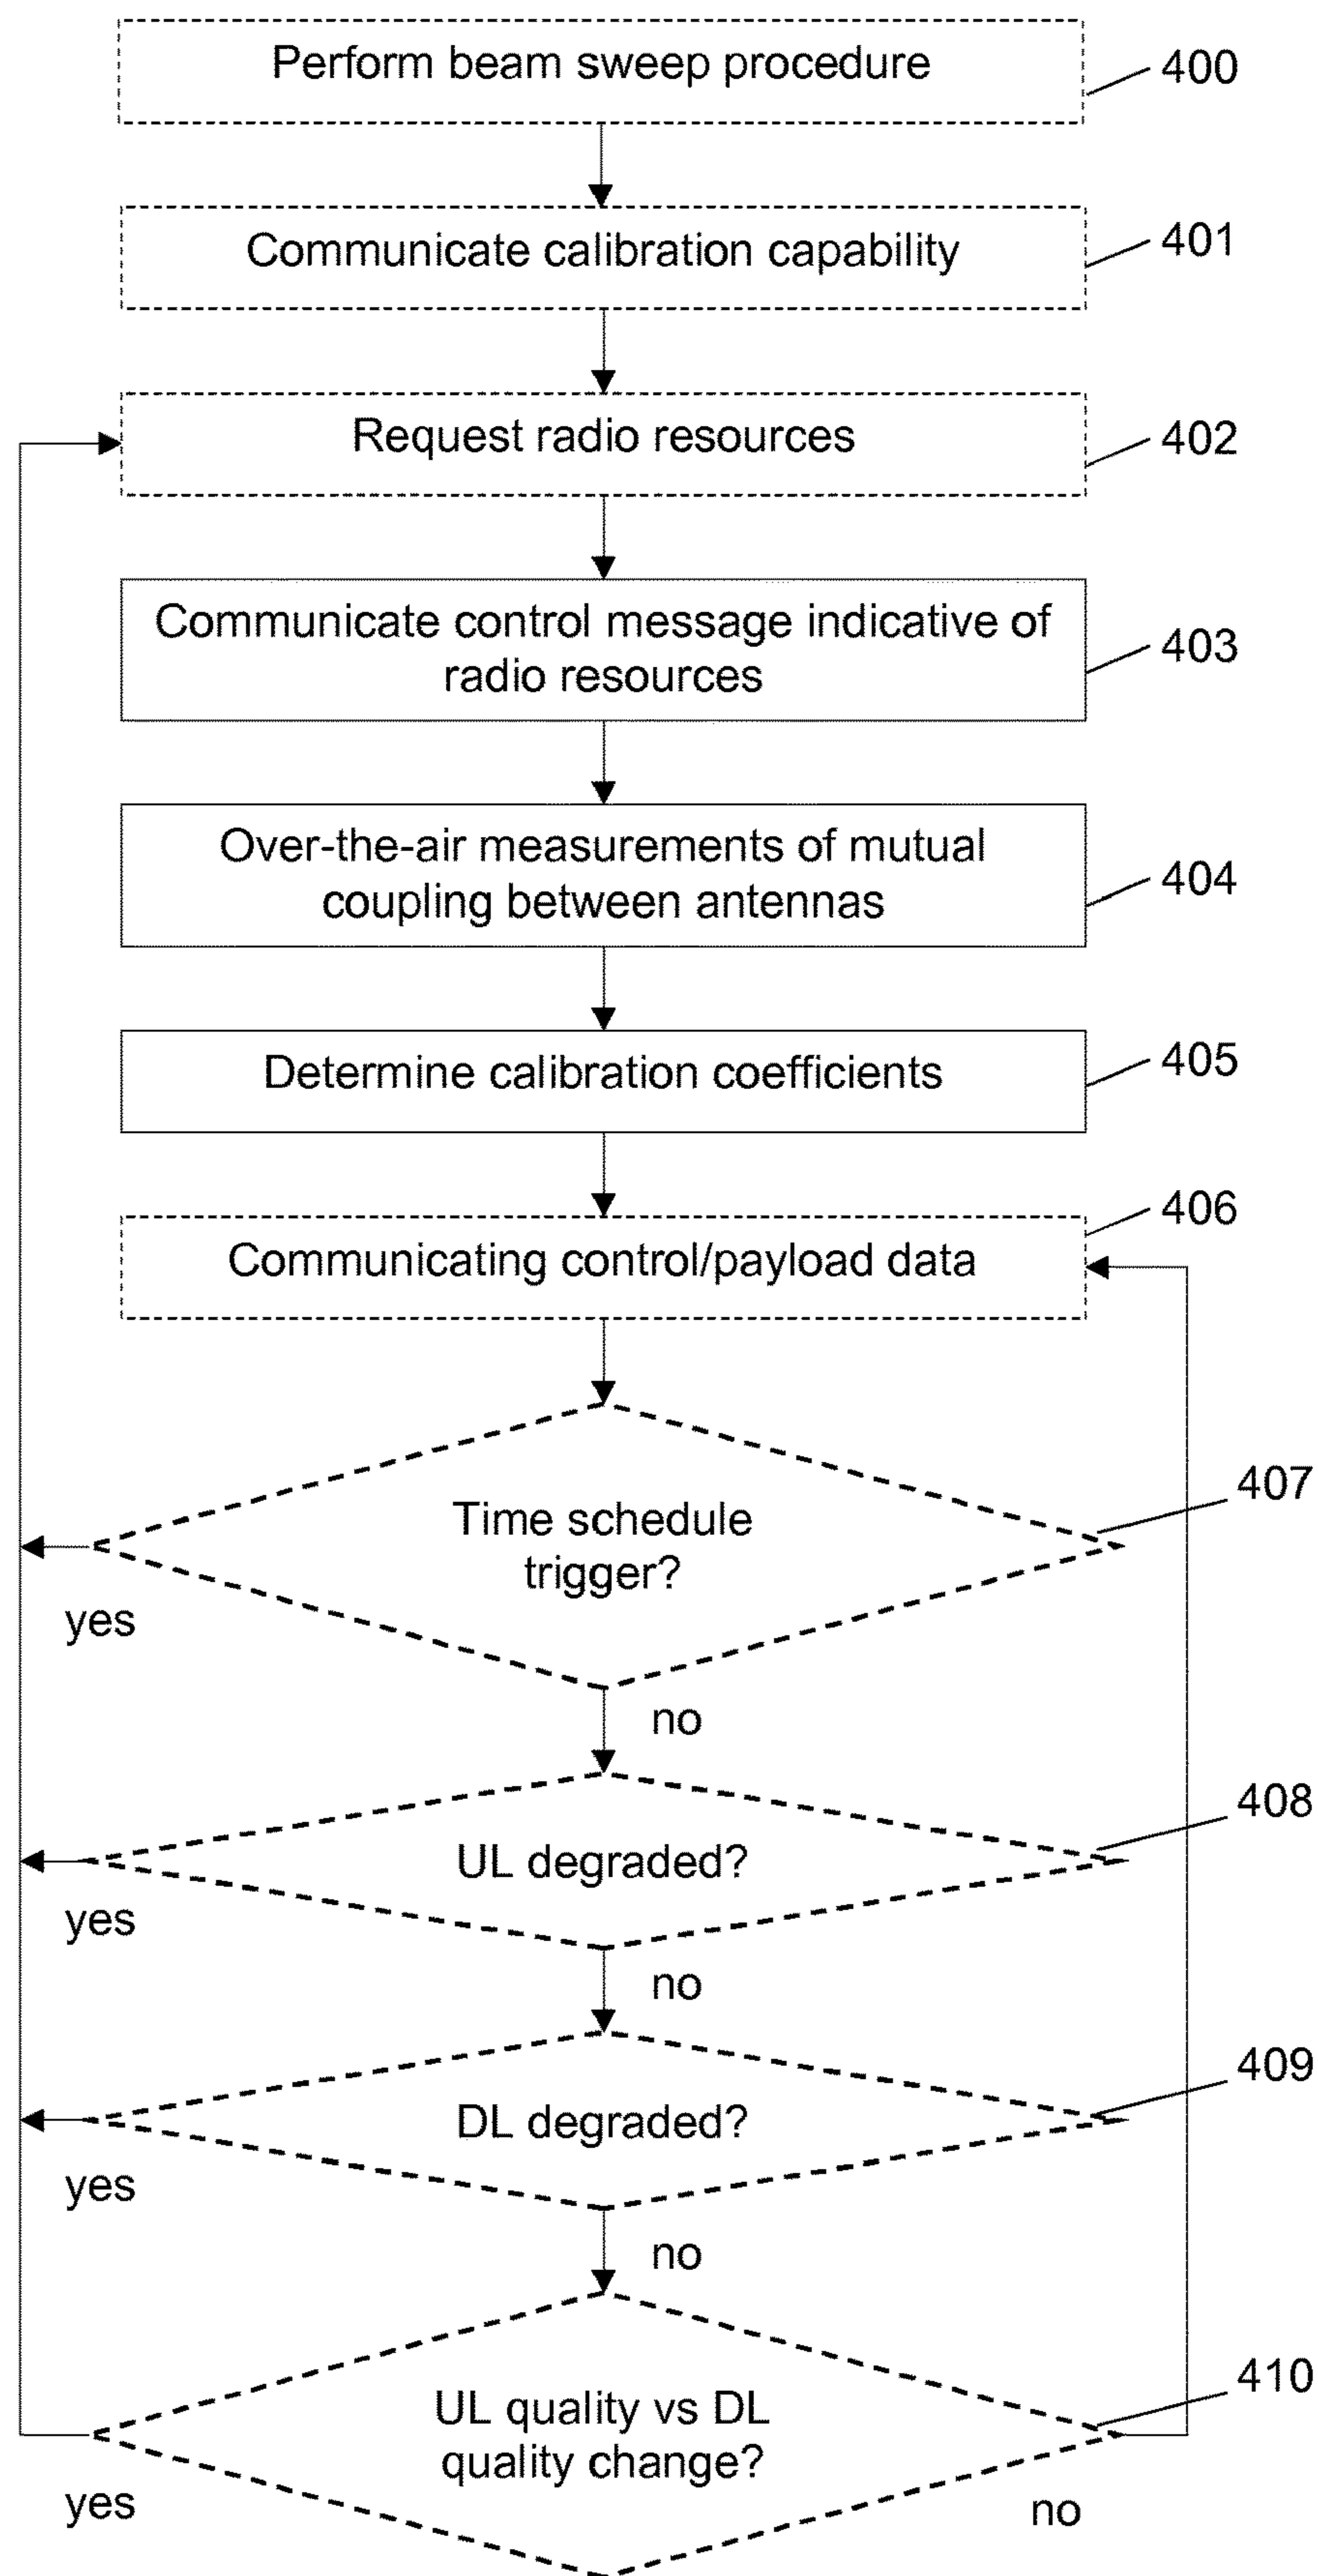 Perform beam sweep procedure
400
Communicate calibration capability
401
Request radio resources
402
Communicate control message indicative of
radio resources
403
Over-the-air measurements of mutual
coupling between antennas
404
Determine calibration coefficients
405
Communicating control/payload data
406
Time schedule
trigger?
407
yes
no
UL degraded?
408
yes
no
DL degraded?
409
yes
no
UL quality vs DL
quality change?
410
yes
no